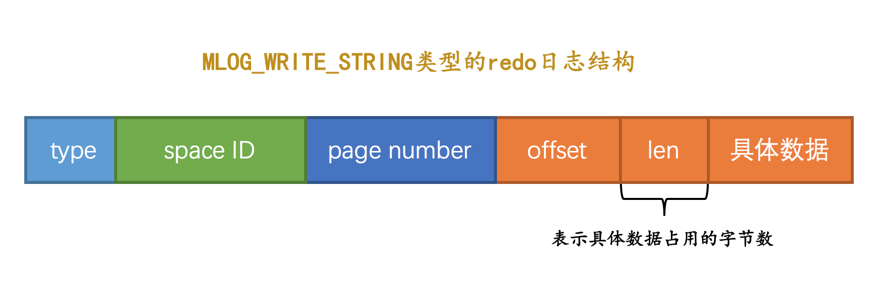 MLOG_WRITE_STRING类型的redo日志结构
type space ID page number offset len 具体数据
表示具体数据占用的字节数